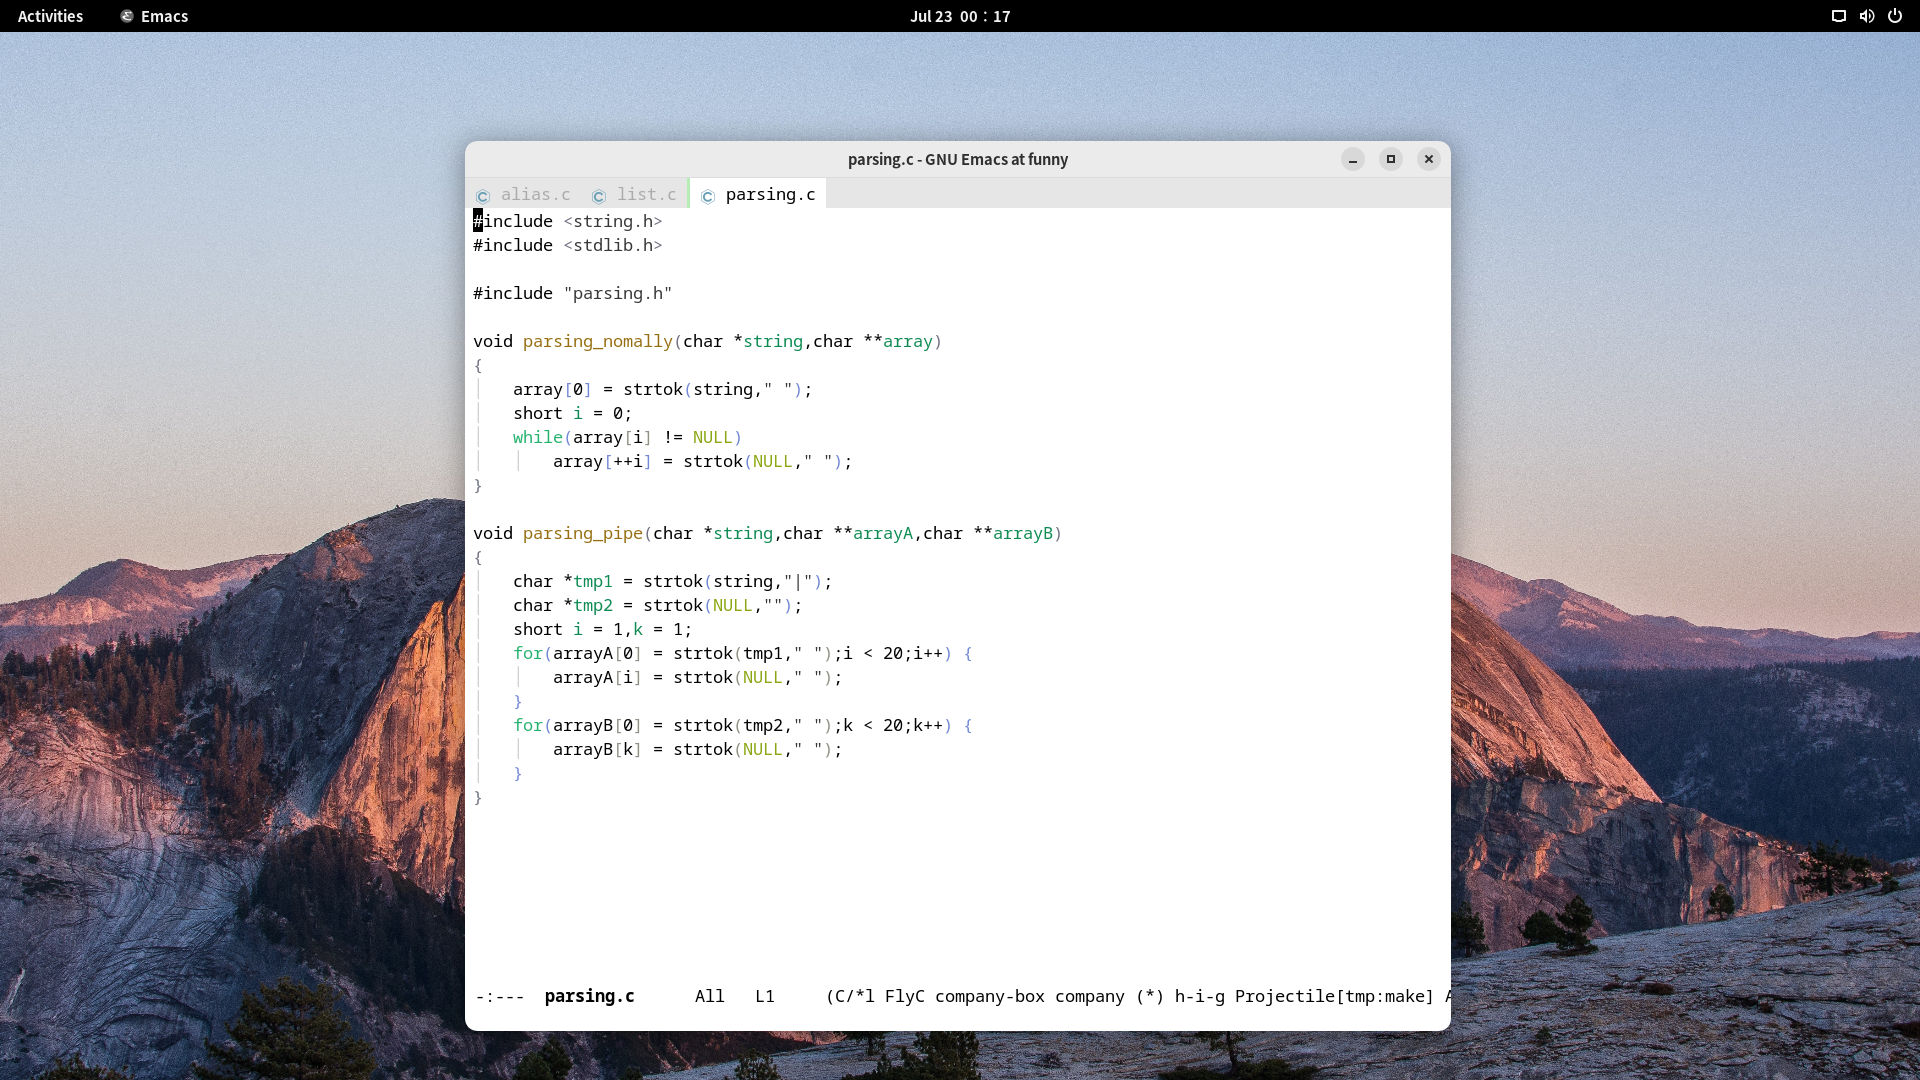 Activities Emacs Jul 23 00:17
parsing.c - GNU Emacs at funny
alias.c list.c parsing.c
#include <string.h>
#include <stdlib.h>
#include "parsing.h"
void parsing_nomally(char *string,char **array)
{
array[0] = strtok(string," ");
short i = 0;
while(array[i] != NULL)
array[++i] = strtok(NULL," ");
}
void parsing_pipe(char *string,char **arrayA,char **arrayB)
{
char *tmp1 = strtok(string,"|");
char *tmp2 = strtok(NULL,"");
short i = 1,k = 1;
for(arrayA[0] = strtok(tmp1," ");i < 20;i++) {
arrayA[i] = strtok(NULL," ");
}
for(arrayB[0] = strtok(tmp2," ");k < 20;k++) {
arrayB[k] = strtok(NULL," ");
}
}
-:--- parsing.c All L1 (C/*l FlyC company-box company (*) h-i-g Projectile[tmp:make]